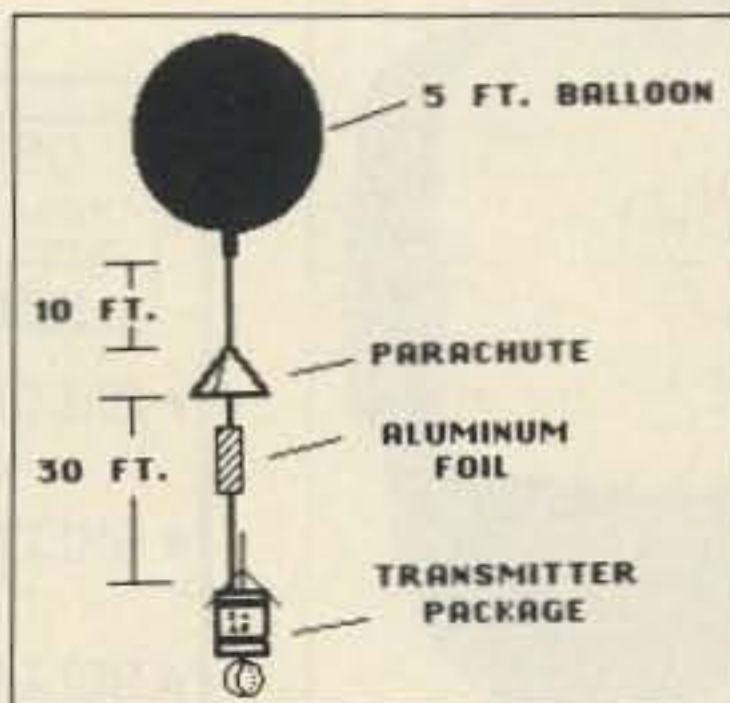 5 FT. BALLOON
10 FT.
PARACHUTE
ALUMINUM
FOIL
30 FT.
TRANSMITTER
PACKAGE